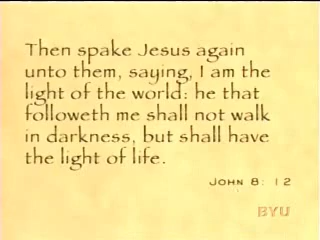 Then spake Jesus again
unto them, saying, I am the
light of the world: he that
followeth me shall not walk
in darkness, but shall have
the light of life.
John 8: 12
BYU